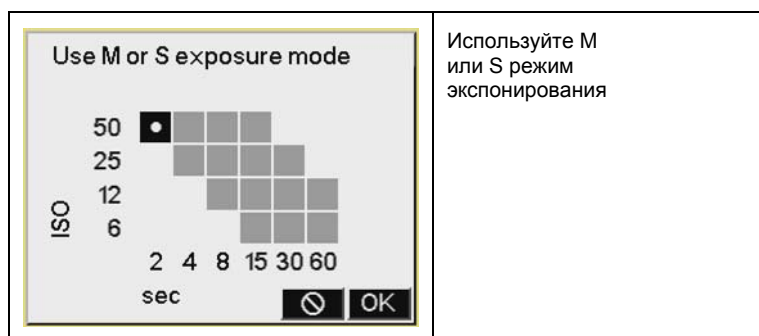 Use M or S exposure mode
50
25
12
6
ISO
2 4 8 15 30 60
sec
OK
Используйте М
или S режим
экспонирования